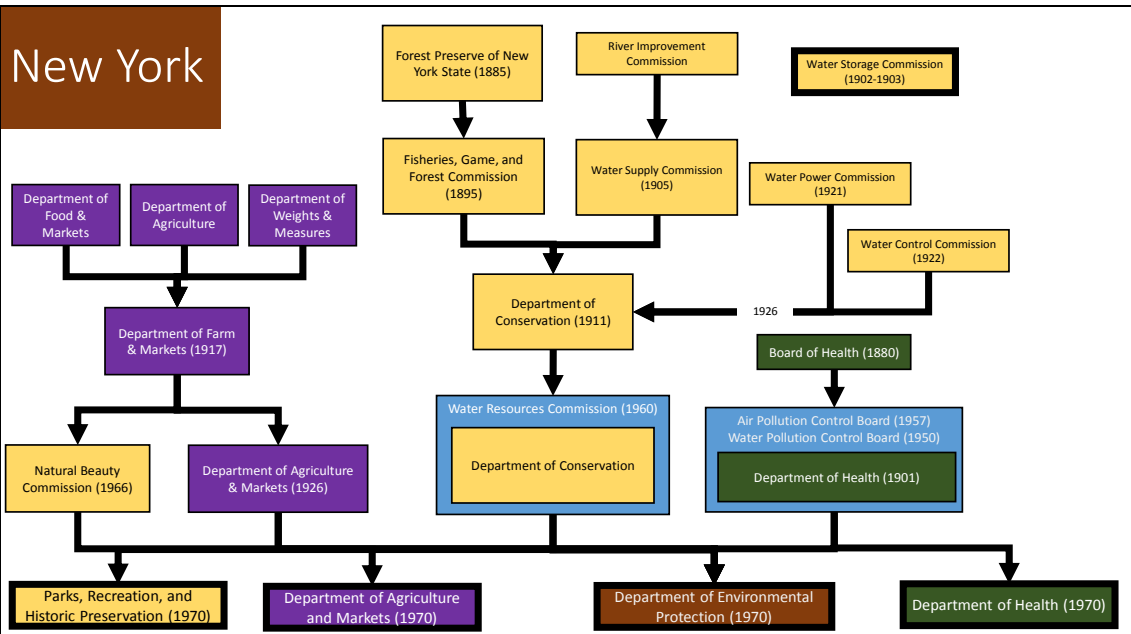 New York
Forest Preserve of New
York State (1885)
River Improvement
Commission
Water Storage Commission
(1902-1903)
Fisheries, Game, and
Forest Commission
(1895)
Water Supply Commission
(1905)
Water Power Commission
(1921)
Department of
Food &
Markets
Department of
Agriculture
Department of
Weights &
Measures
Water Control Commission
(1922)
Department of
Conservation (1911)
1926
Department of Farm
& Markets (1917)
Board of Health (1880)
Water Resources Commission (1960)
Department of Conservation
Air Pollution Control Board (1957)
Water Pollution Control Board (1950)
Department of Health (1901)
Natural Beauty
Commission (1966)
Department of Agriculture
& Markets (1926)
Parks, Recreation, and
Historic Preservation (1970)
Department of Agriculture
and Markets (1970)
Department of Environmental
Protection (1970)
Department of Health (1970)